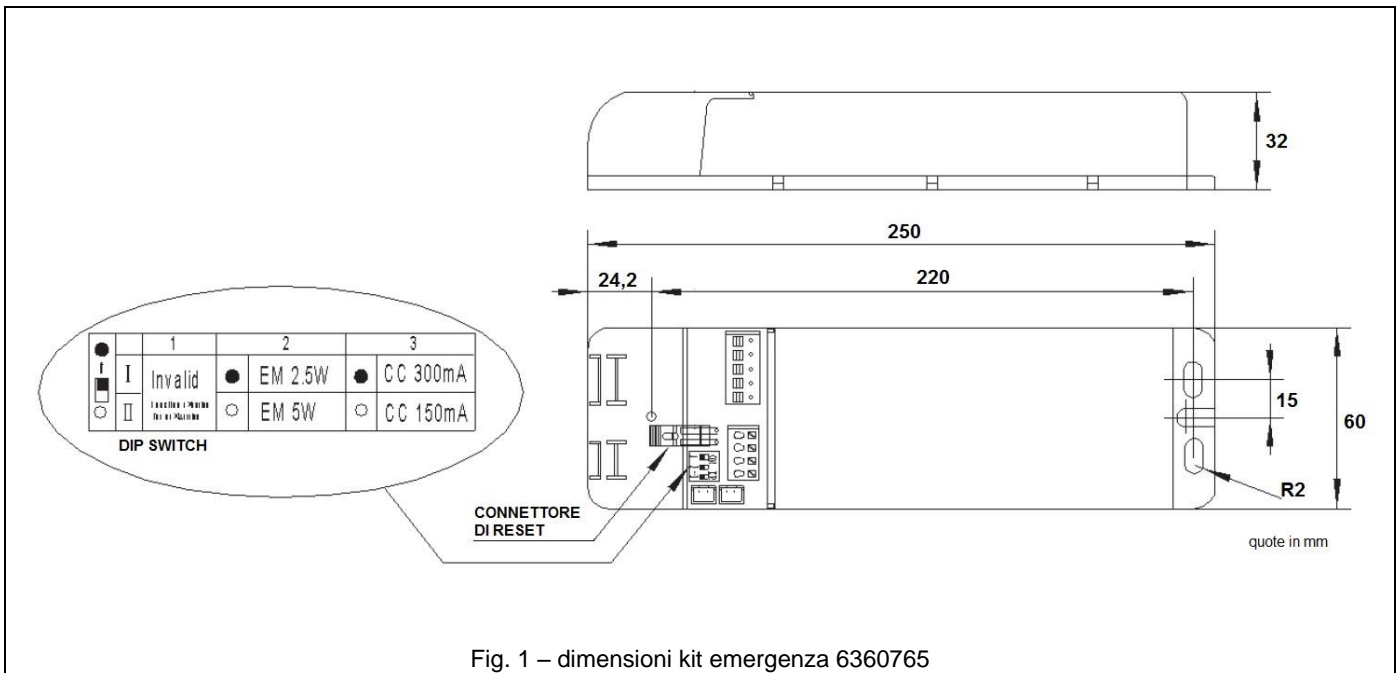 32
250
24,2
220
1 2 3
I Invalid EM 2.5W CC 300mA
II EM 5W CC 150mA
DIP SWITCH
15
60
R2
CONNETTORE
DI RESET
quote in mm
Fig. 1 – dimensioni kit emergenza 6360765